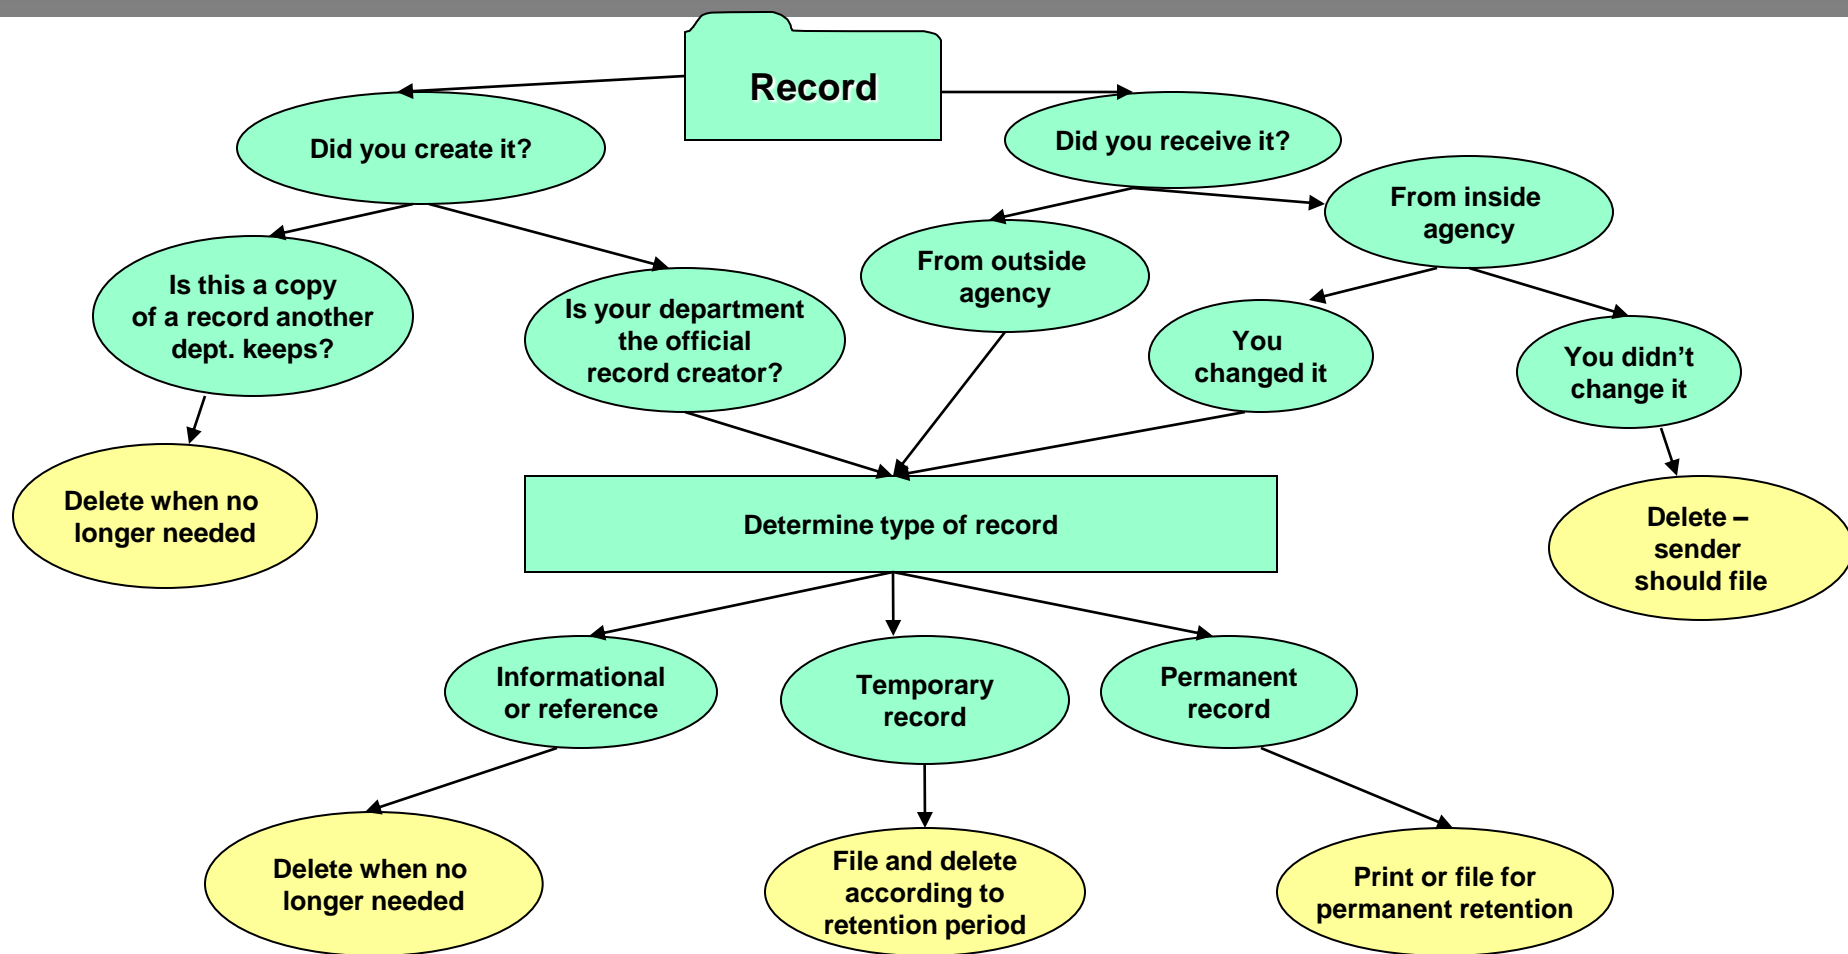 Record
Did you create it?
Did you receive it?
From inside
agency
From outside
agency
Is this a copy
of a record another
dept. keeps?
Is your department
the official
record creator?
You
changed it
You didn’t
change it
Delete when no
longer needed
Determine type of record
Delete –
sender
should file
Informational
or reference
Temporary
record
Permanent
record
Delete when no
longer needed
File and delete
according to
retention period
Print or file for
permanent retention